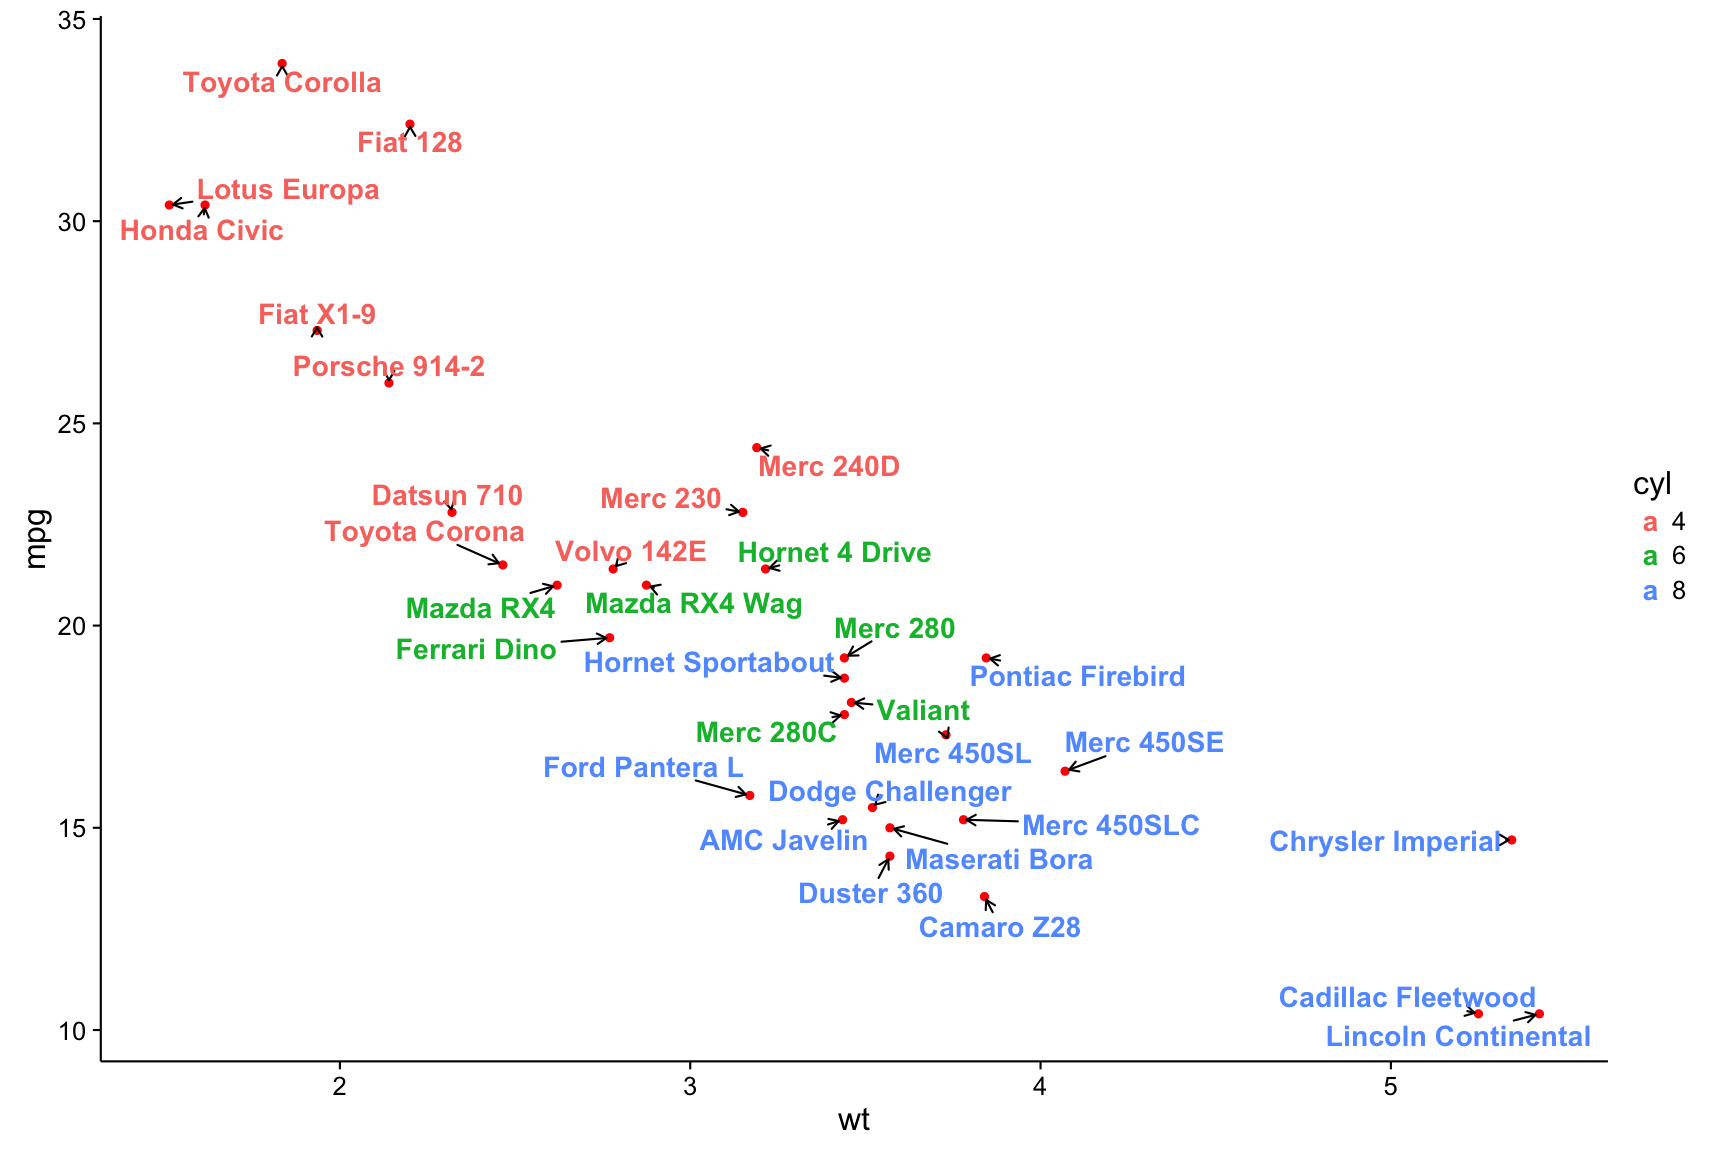 35
Toyota Corolla
Fiat 128
Lotus Europa
30
Honda Civic
Fiat X1-9
Porsche 914-2
25
Merc 240D
Datsun 710
Merc 230
Toyota Corona
Volvo 142E
Hornet 4 Drive
Mazda RX4
Mazda RX4 Wag
20
Merc 280
Ferrari Dino
Hornet Sportabout
Pontiac Firebird
Valiant
Merc 280C
Merc 450SL
Merc 450SE
Ford Pantera L
Dodge Challenger
15
Merc 450SLC
AMC Javelin
Chrysler Imperial
Maserati Bora
Duster 360
Camaro Z28
Cadillac Fleetwood
10
Lincoln Continental
2 3 4 5
wt
mpg
cyl
a 4
a 6
a 8